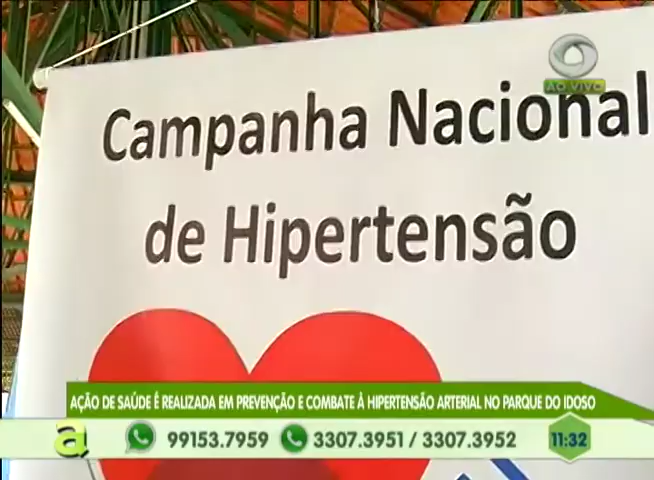 AO VIVO
Campanha Nacional
de Hipertensão
AÇÃO DE SAÚDE É REALIZADA EM PREVENÇÃO E COMBATE À HIPERTENSÃO ARTERIAL NO PARQUE DO IDOSO
a 99153.7959 3307.3951 / 3307.3952 11:32